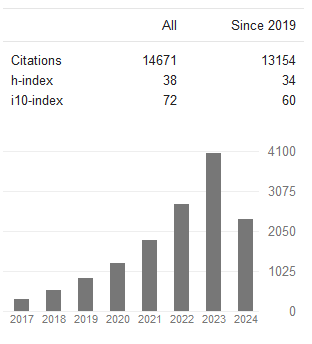 All Since 2019
Citations 14671 13154
h-index 38 34
i10-index 72 60
4100
3075
2050
1025
0
2017 2018 2019 2020 2021 2022 2023 2024